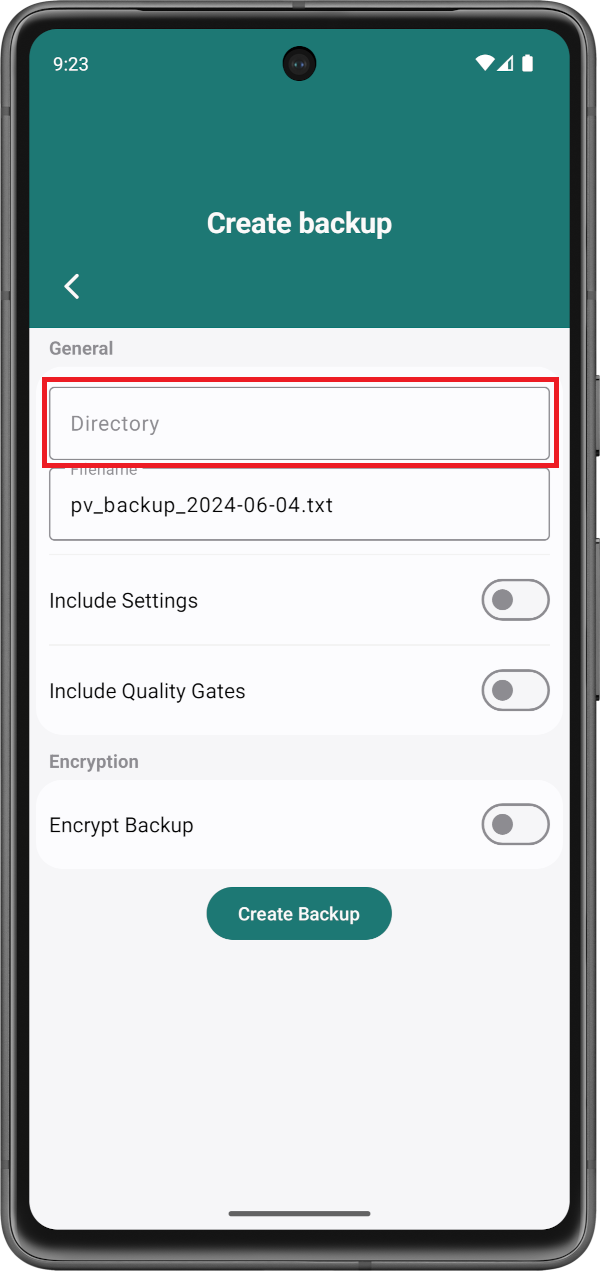 9:23
Create backup
General
Directory
Filename
pv_backup_2024-06-04.txt
Include Settings
Include Quality Gates
Encryption
Encrypt Backup
Create Backup